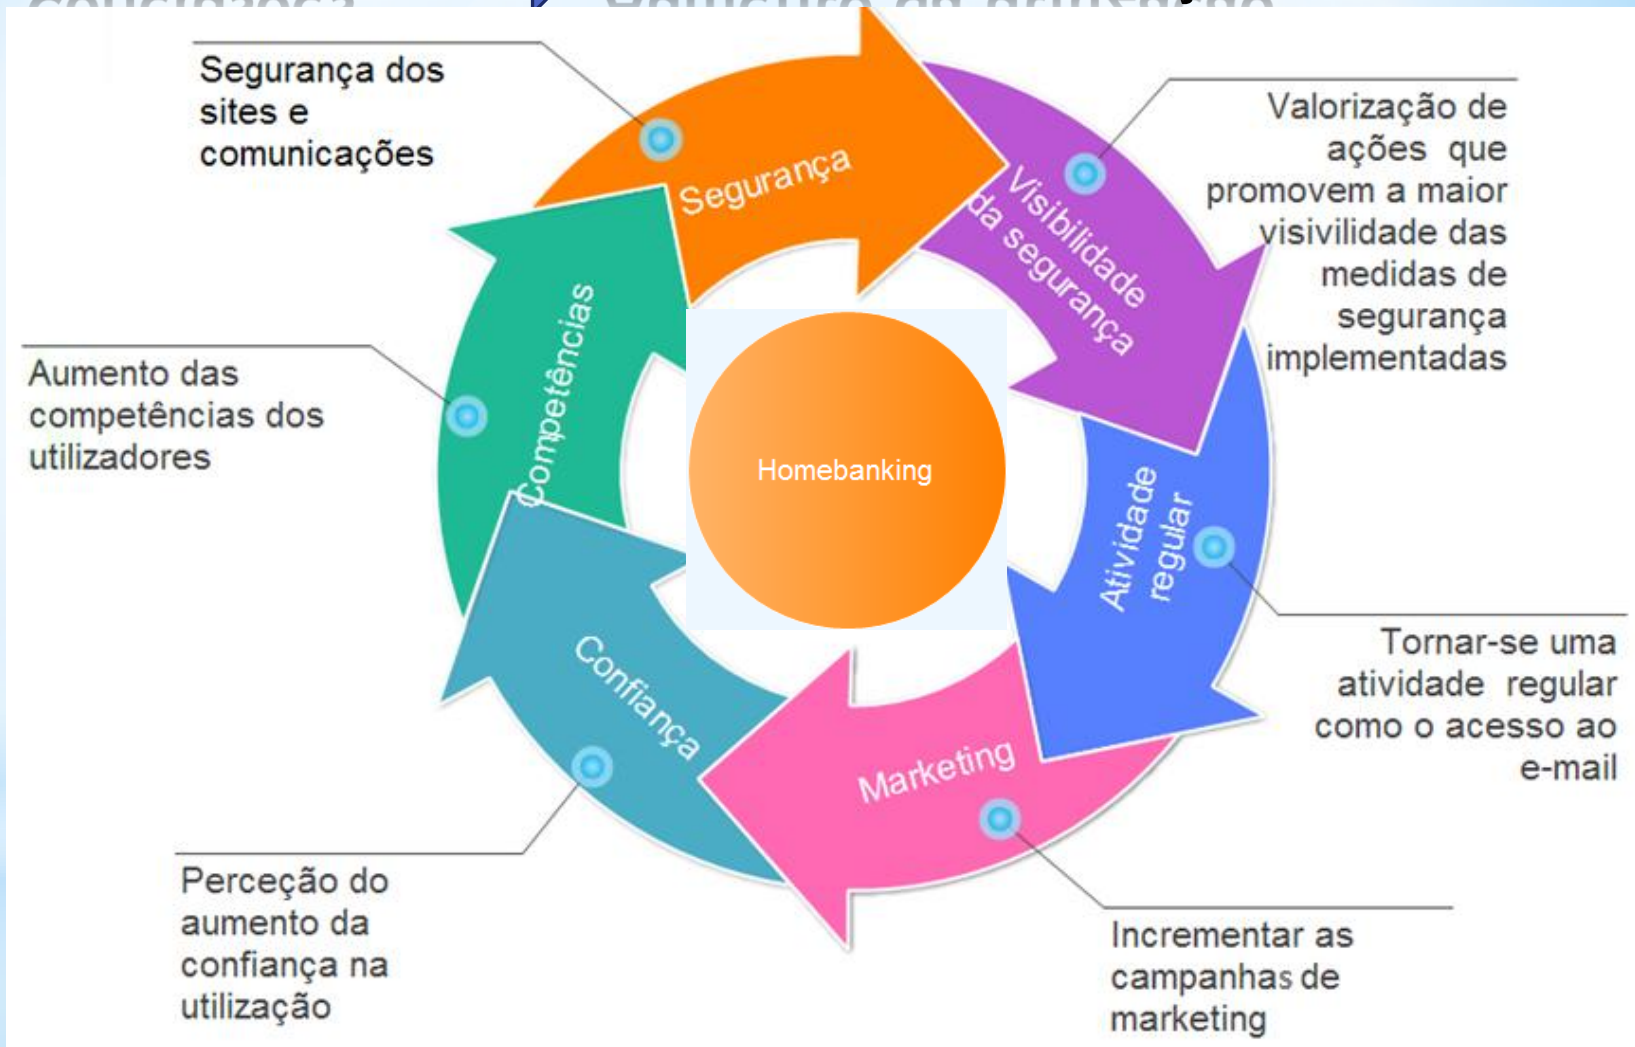 Segurança dos
sites e
comunicações
Segurança
Visibilidade
da segurança
Valorização de
ações que
promovem a maior
visivilidade das
medidas de
segurança
implementadas
Aumento das
competências dos
utilizadores
Competências
Homebanking
Atividade
regular
Tornar-se uma
atividade regular
como o acesso ao
e-mail
Confiança
Marketing
Perceção do
aumento da
confiança na
utilização
Incrementar as
campanhas de
marketing